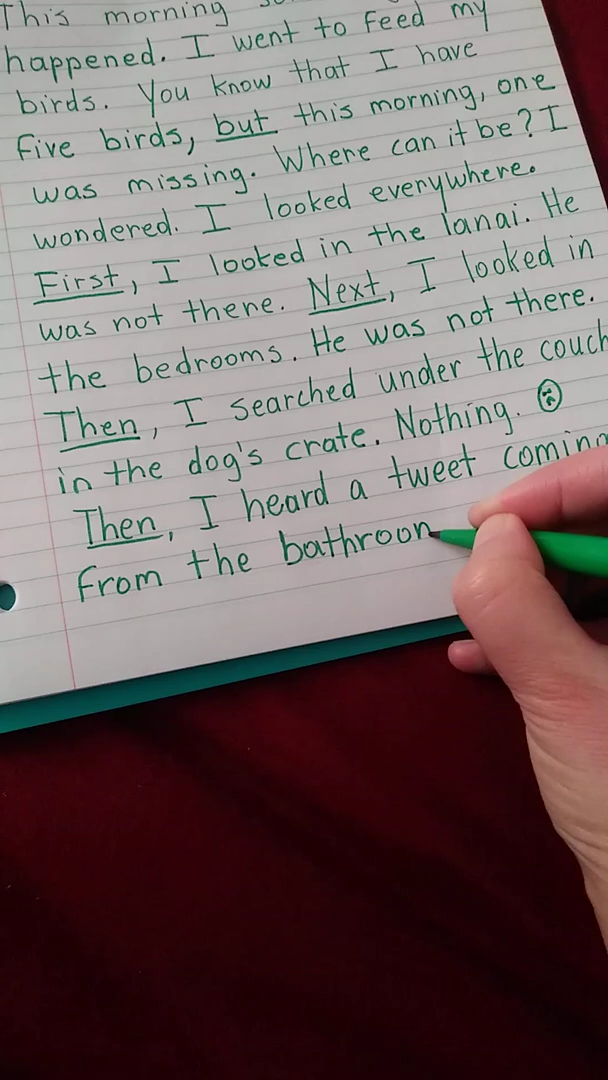 This morning
happened. I went to feed my
birds. You know that I have
five birds, but this morning, one
was missing. Where can it be? I
wondered. I looked everywhere.
First, I looked in the lanai. He
was not there. Next, I looked in
the bedrooms. He was not there.
Then, I searched under the couch
in the dog's crate. Nothing.
Then, I heard a tweet coming
from the bathroom